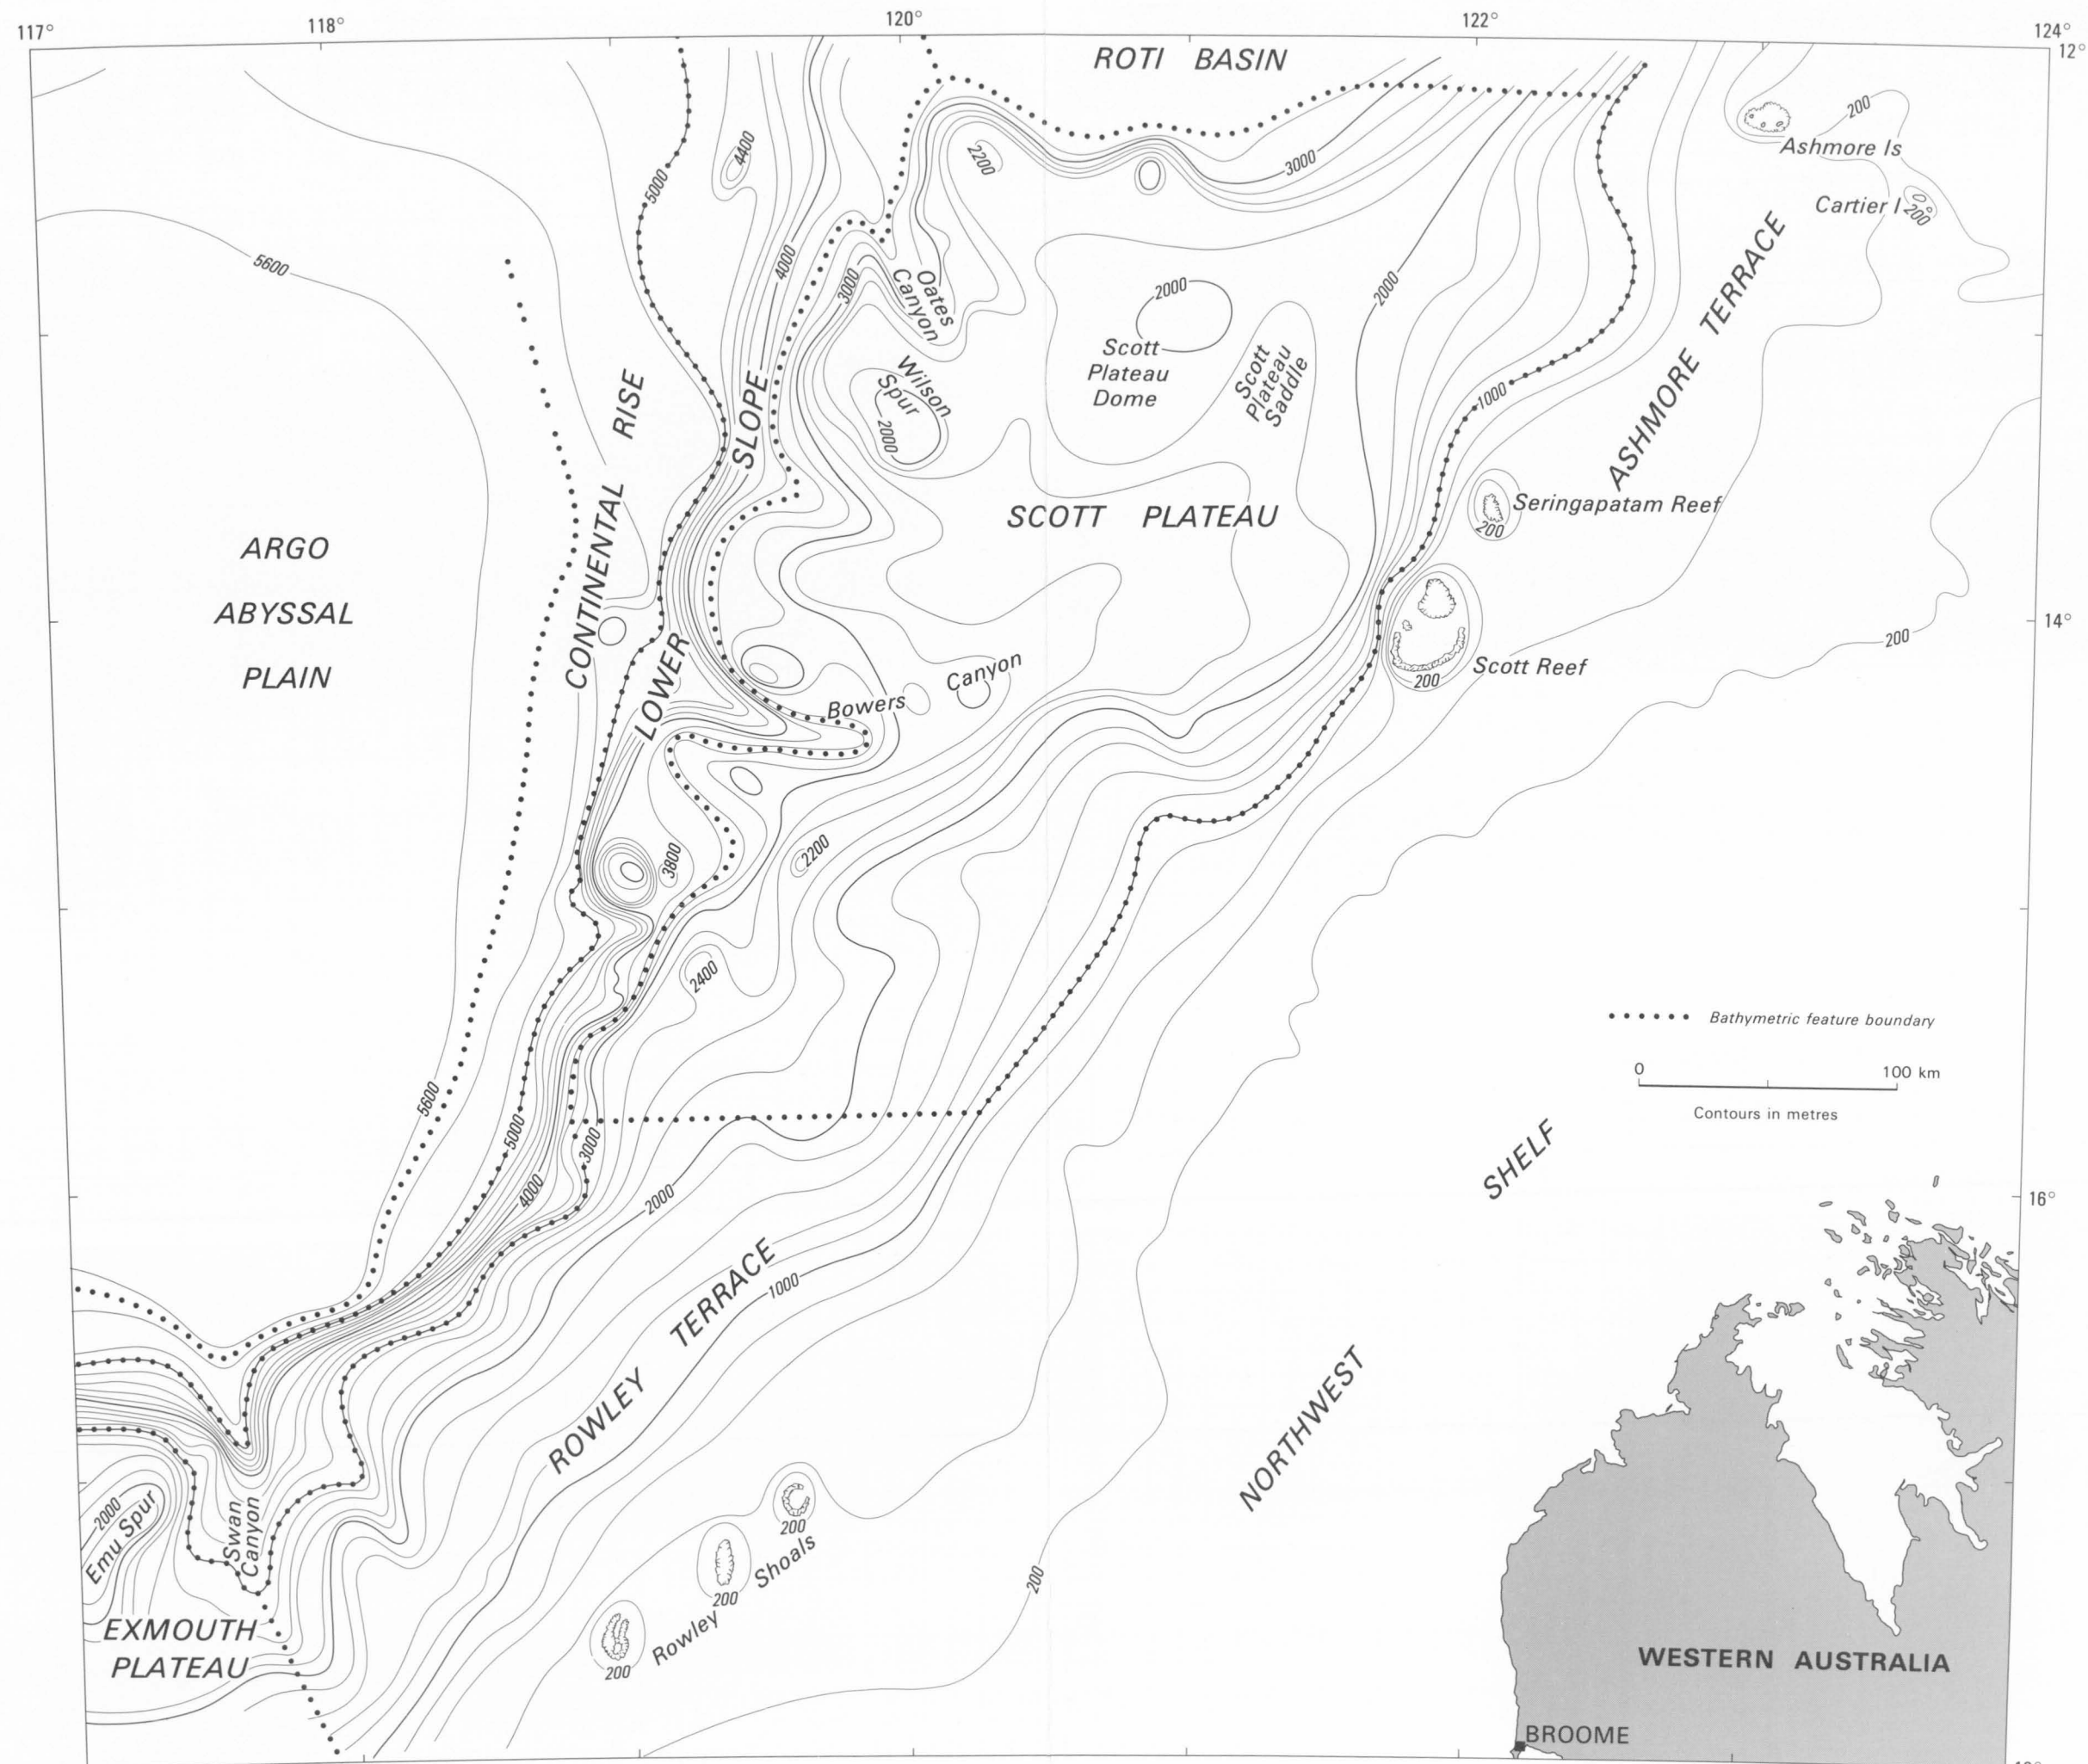 117°
118°
120°
122°
124°
12°
ROTI BASIN
200
Ashmore Is
4400
2200
3000
5000
Cartier I
200
5600
4000
3000
Oates
Canyon
2000
2000
ASHMORE TERRACE
Scott
Plateau
Dome
Scott
Plateau
Saddle
Wilson
Spur
2000
1000
CONTINENTAL RISE
LOWER SLOPE
SCOTT PLATEAU
Seringapatam Reef
200
ARGO
ABYSSAL
PLAIN
14°
200
Scott Reef
200
Bowers Canyon
3800
2200
2400
Bathymetric feature boundary
0 100 km
Contours in metres
5600
5000
3000
4000
2000
16°
ROWLEY TERRACE
1000
NORTHWEST SHELF
2000
Emu Spur
Swan
Canyon
200
200
200
Rowley Shoals
200
EXMOUTH
PLATEAU
WESTERN AUSTRALIA
BROOME